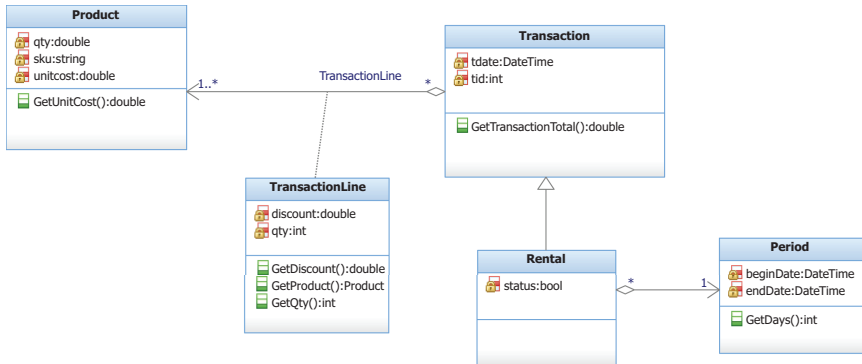 Product
qty:double
sku:string
unitcost:double
GetUnitCost():double
1..*
TransactionLine
*
Transaction
tdate:DateTime
tid:int
GetTransactionTotal():double
TransactionLine
discount:double
qty:int
GetDiscount():double
GetProduct():Product
GetQty():int
Rental
status:bool
*
1
Period
beginDate:DateTime
endDate:DateTime
GetDays():int